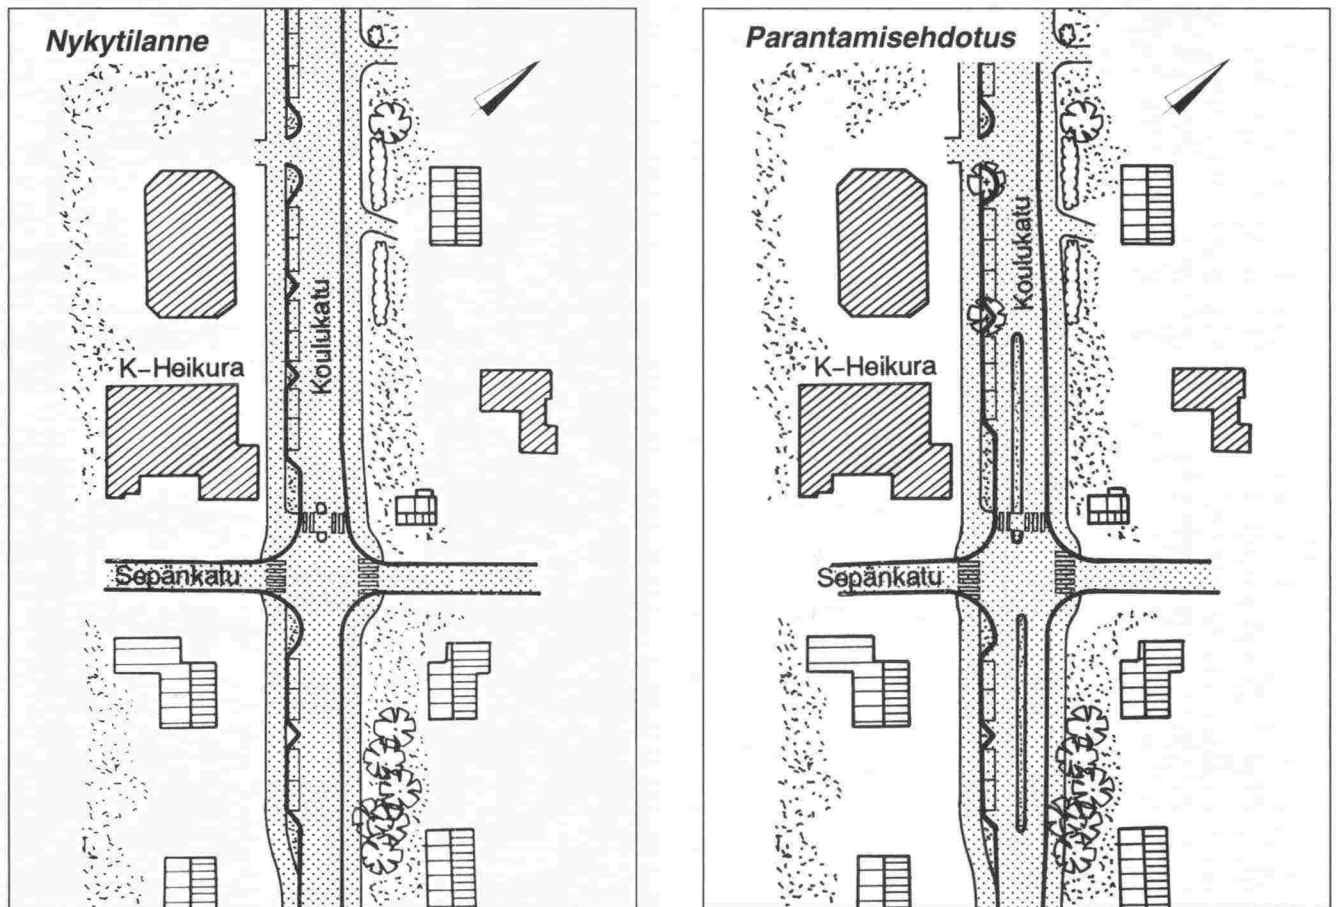 Nykytilanne
Koulukatu
K-Heikura
Sepänkatu
Parantamisehdotus
Koulukatu
K-Heikura
Sepänkatu